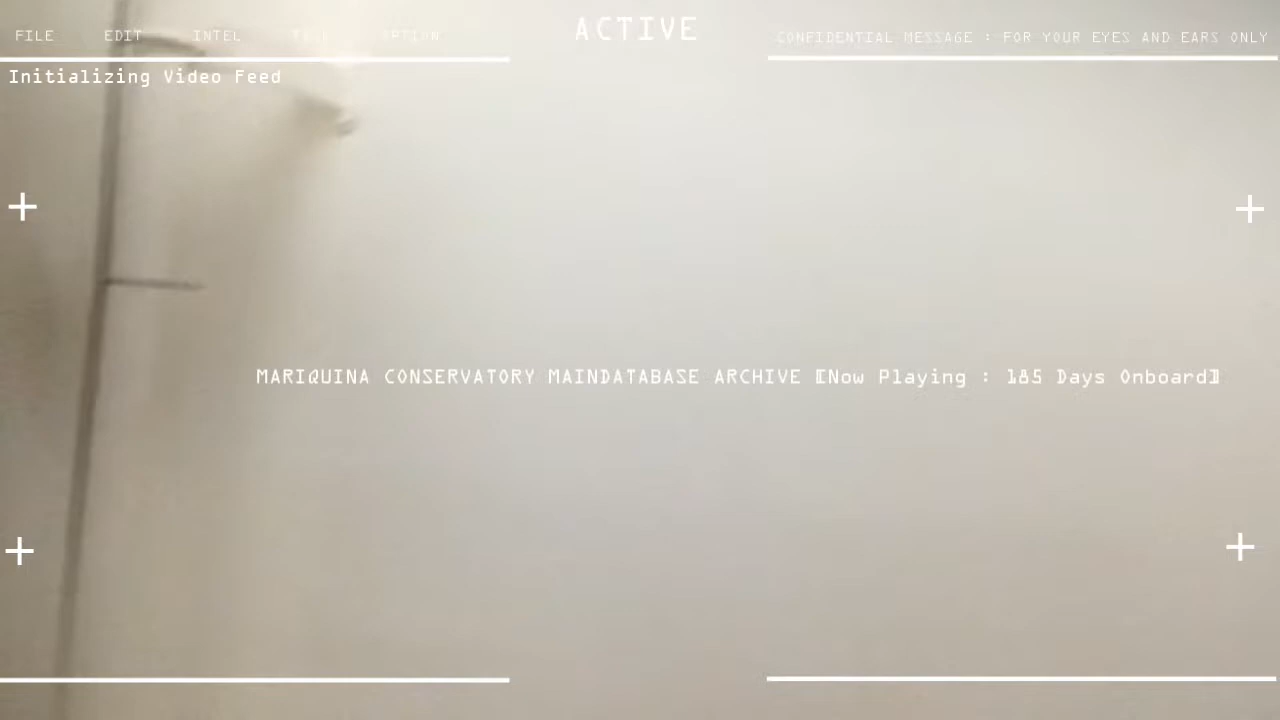 FILE EDIT INTEL OPTION
ACTIVE
CONFIDENTIAL MESSAGE : FOR YOUR EYES AND EARS ONLY
Initializing Video Feed
MARIQUINA CONSERVATORY MAINDATABASE ARCHIVE [Now Playing : 185 Days Onboard]